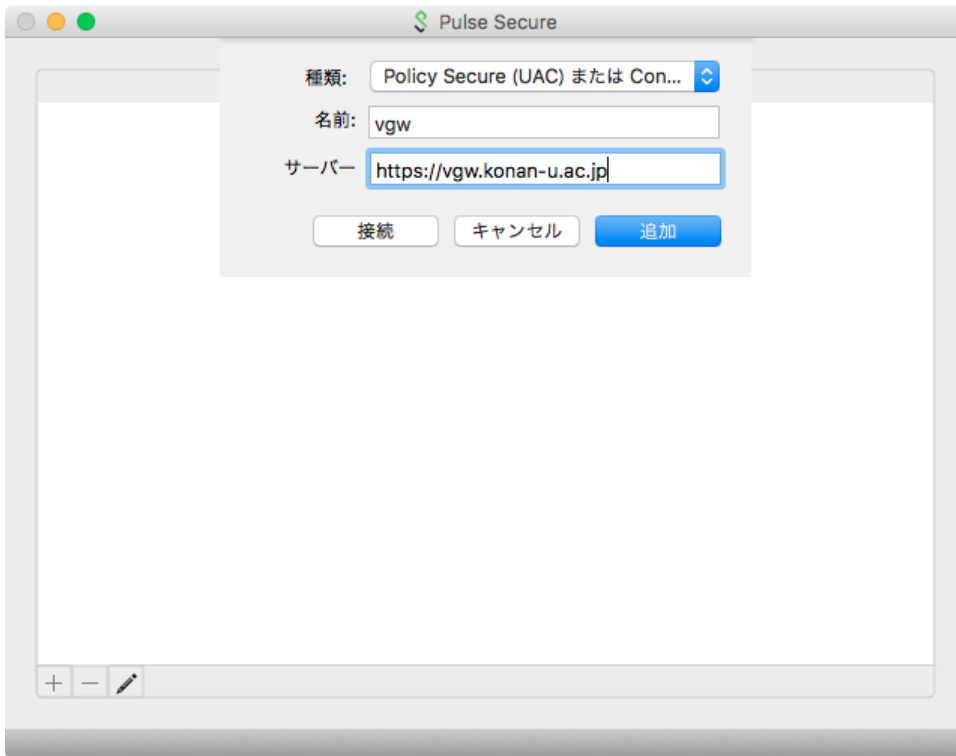 Pulse Secure
種類: Policy Secure (UAC) または Con...
名前: vgw
サーバー https://vgw.konan-u.ac.jp
接続 キャンセル 追加